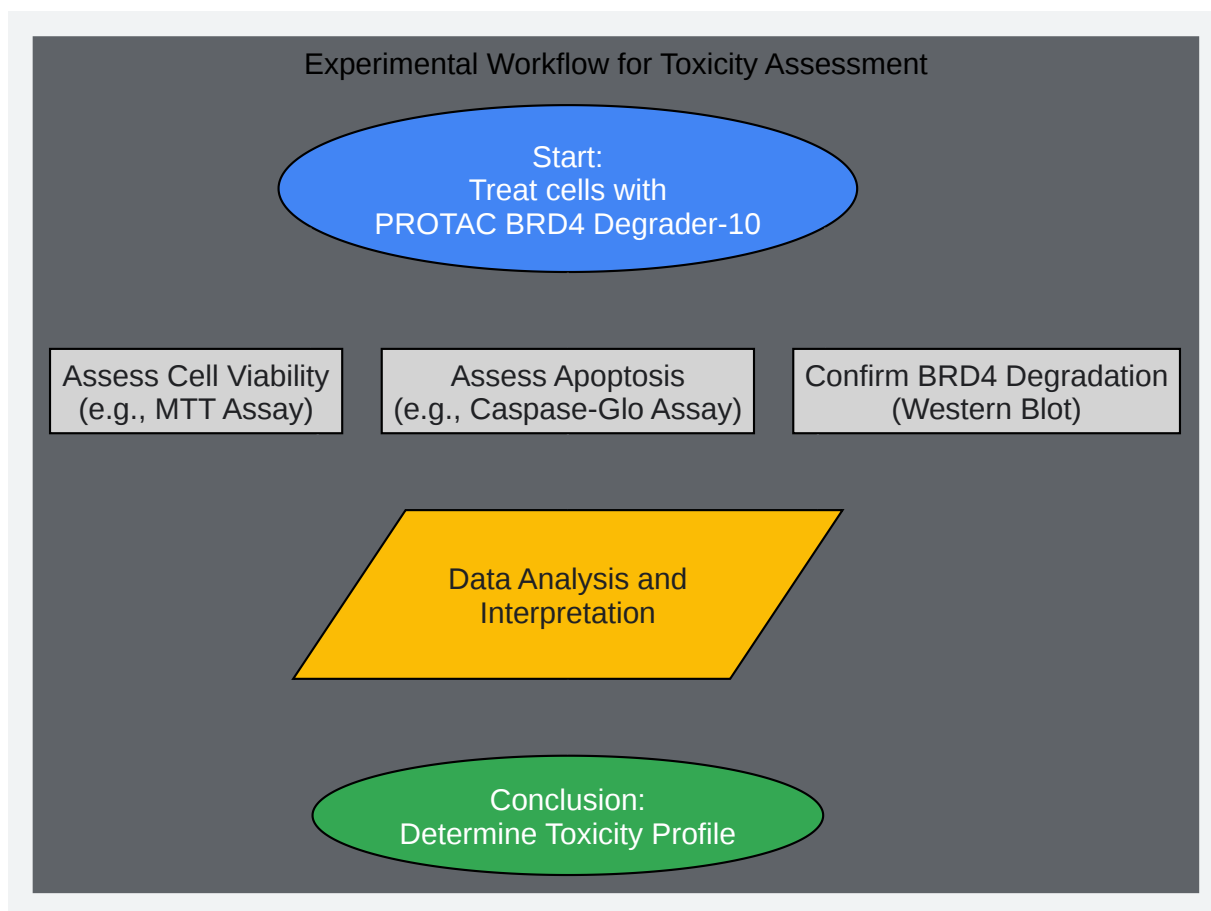 Experimental Workflow for Toxicity Assessment
Start:
Treat cells with
PROTAC BRD4 Degrader-10
Assess Cell Viability
(e.g., MTT Assay)
Assess Apoptosis
(e.g., Caspase-Glo Assay)
Confirm BRD4 Degradation
(Western Blot)
Data Analysis and
Interpretation
Conclusion:
Determine Toxicity Profile